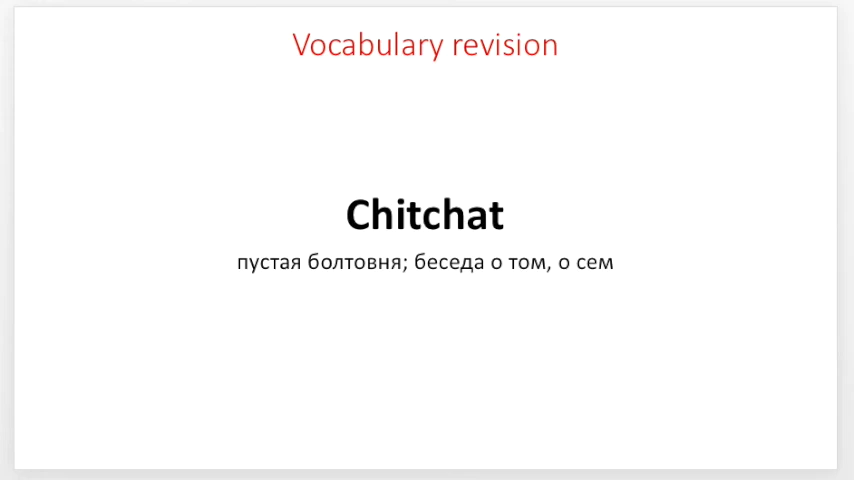 Vocabulary revision
Chitchat
пустая болтовня; беседа о том, о сем